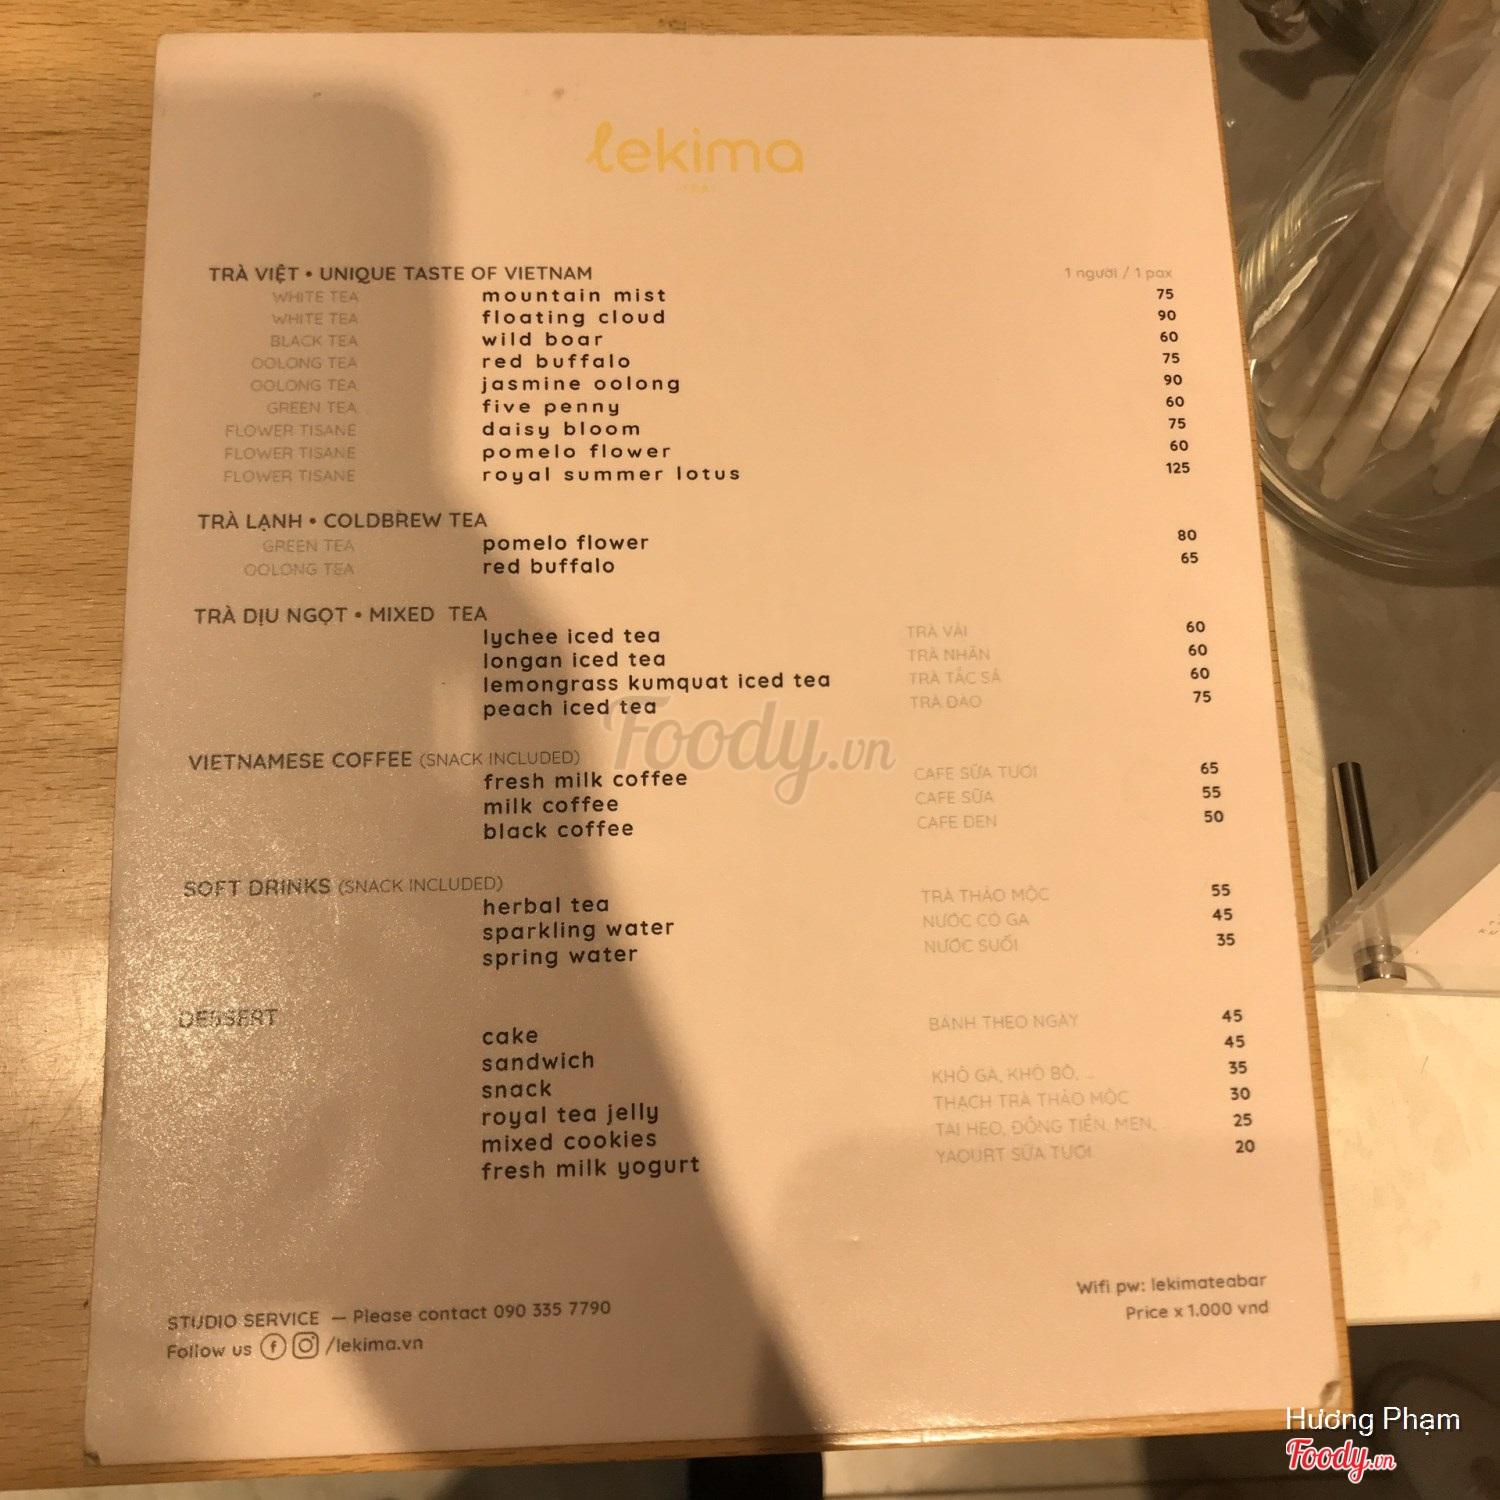 lekima
TEA
TRÀ VIỆT • UNIQUE TASTE OF VIETNAM 1 người / 1 pax
WHITE TEA mountain mist 75
WHITE TEA floating cloud 90
BLACK TEA wild boar 60
OOLONG TEA red buffalo 75
OOLONG TEA jasmine oolong 90
GREEN TEA five penny 60
FLOWER TISANE daisy bloom 75
FLOWER TISANE pomelo flower 60
FLOWER TISANE royal summer lotus 125
TRÀ LẠNH • COLDBREW TEA
GREEN TEA pomelo flower 80
OOLONG TEA red buffalo 65
TRÀ DỊU NGỌT • MIXED TEA
lychee iced tea TRÀ VẢI 60
longan iced tea TRÀ NHÃN 60
lemongrass kumquat iced tea TRÀ TẮC SẢ 60
peach iced tea TRÀ ĐÀO 75
Foody.vn
VIETNAMESE COFFEE (SNACK INCLUDED)
fresh milk coffee CAFE SỮA TƯƠI 65
milk coffee CAFE SỮA 55
black coffee CAFE ĐEN 50
SOFT DRINKS (SNACK INCLUDED)
herbal tea TRÀ THẢO MỘC 55
sparkling water NƯỚC CÓ GA 45
spring water NƯỚC SUỐI 35
DESSERT
cake BÁNH THEO NGÀY 45
sandwich 45
snack KHÔ GÀ, KHÔ BÒ, ... 35
royal tea jelly THẠCH TRÀ THẢO MỘC 30
mixed cookies TAI HEO, ĐỒNG TIỀN, MEN, ... 25
fresh milk yogurt YAOURT SỮA TƯƠI 20
Wifi pw: lekimateabar
Price x 1.000 vnd
STUDIO SERVICE — Please contact 090 335 7790
Follow us /lekima.vn
Hương Phạm
Foody.vn